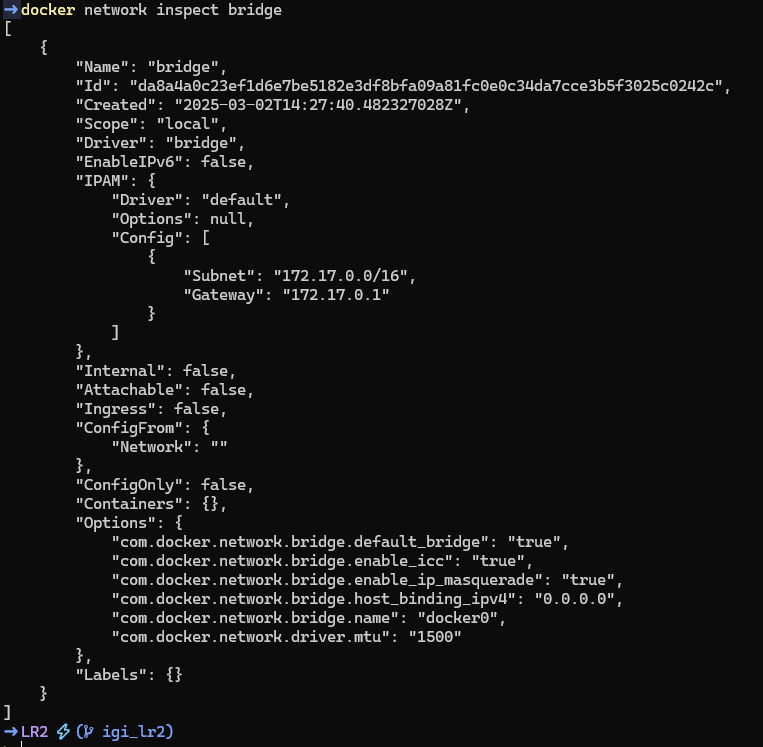 →docker network inspect bridge
[
    {
        "Name": "bridge",
        "Id": "da8a4a0c23ef1d6e7be5182e3df8bfa09a81fc0e0c34da7cce3b5f3025c0242c",
        "Created": "2025-03-02T14:27:40.482327028Z",
        "Scope": "local",
        "Driver": "bridge",
        "EnableIPv6": false,
        "IPAM": {
            "Driver": "default",
            "Options": null,
            "Config": [
                {
                    "Subnet": "172.17.0.0/16",
                    "Gateway": "172.17.0.1"
                }
            ]
        },
        "Internal": false,
        "Attachable": false,
        "Ingress": false,
        "ConfigFrom": {
            "Network": ""
        },
        "ConfigOnly": false,
        "Containers": {},
        "Options": {
            "com.docker.network.bridge.default_bridge": "true",
            "com.docker.network.bridge.enable_icc": "true",
            "com.docker.network.bridge.enable_ip_masquerade": "true",
            "com.docker.network.bridge.host_binding_ipv4": "0.0.0.0",
            "com.docker.network.bridge.name": "docker0",
            "com.docker.network.driver.mtu": "1500"
        },
        "Labels": {}
    }
]
→LR2 ⚡( igi_lr2)